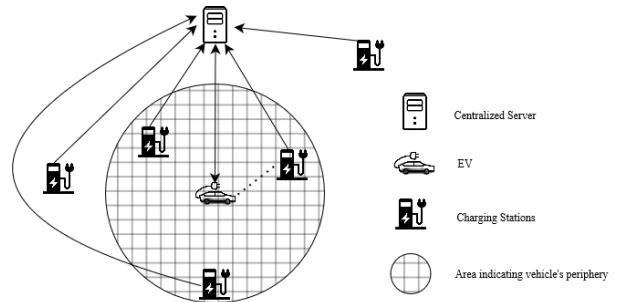 Centralized Server
EV
Charging Stations
Area indicating vehicle's periphery